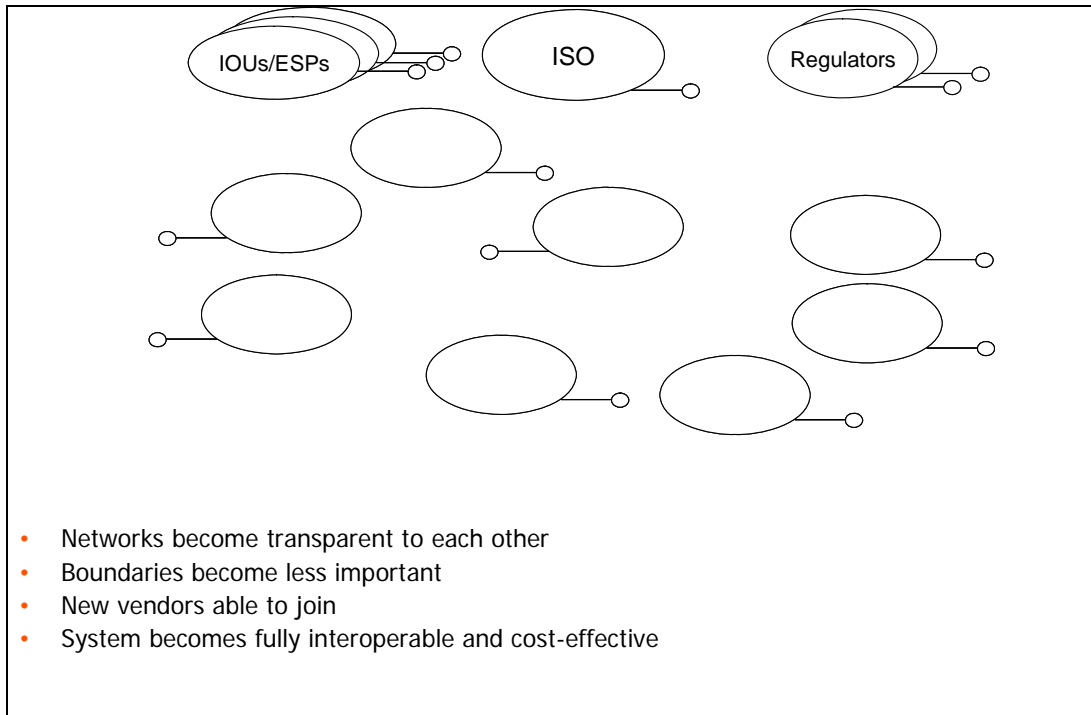 IOUs/ESPs
ISO
Regulators
• Networks become transparent to each other
• Boundaries become less important
• New vendors able to join
• System becomes fully interoperable and cost-effective